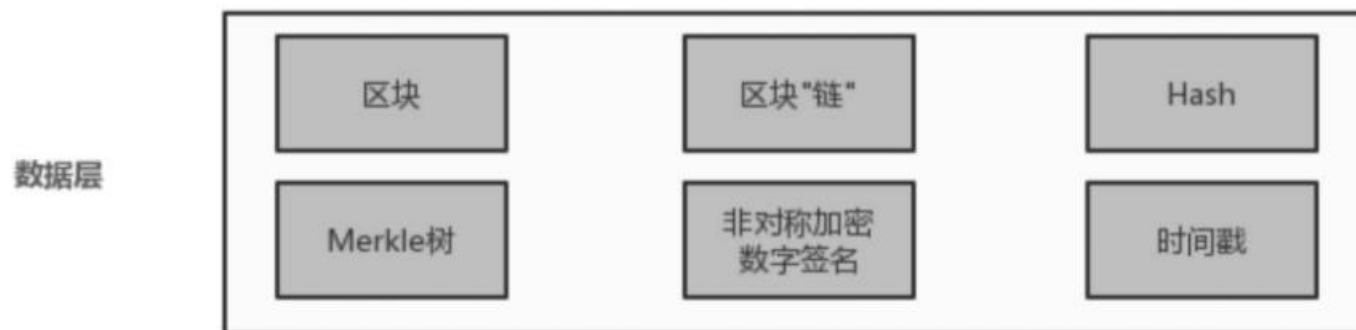 区块
区块"链"
Hash
数据层
Merkle树
非对称加密
数字签名
时间戳